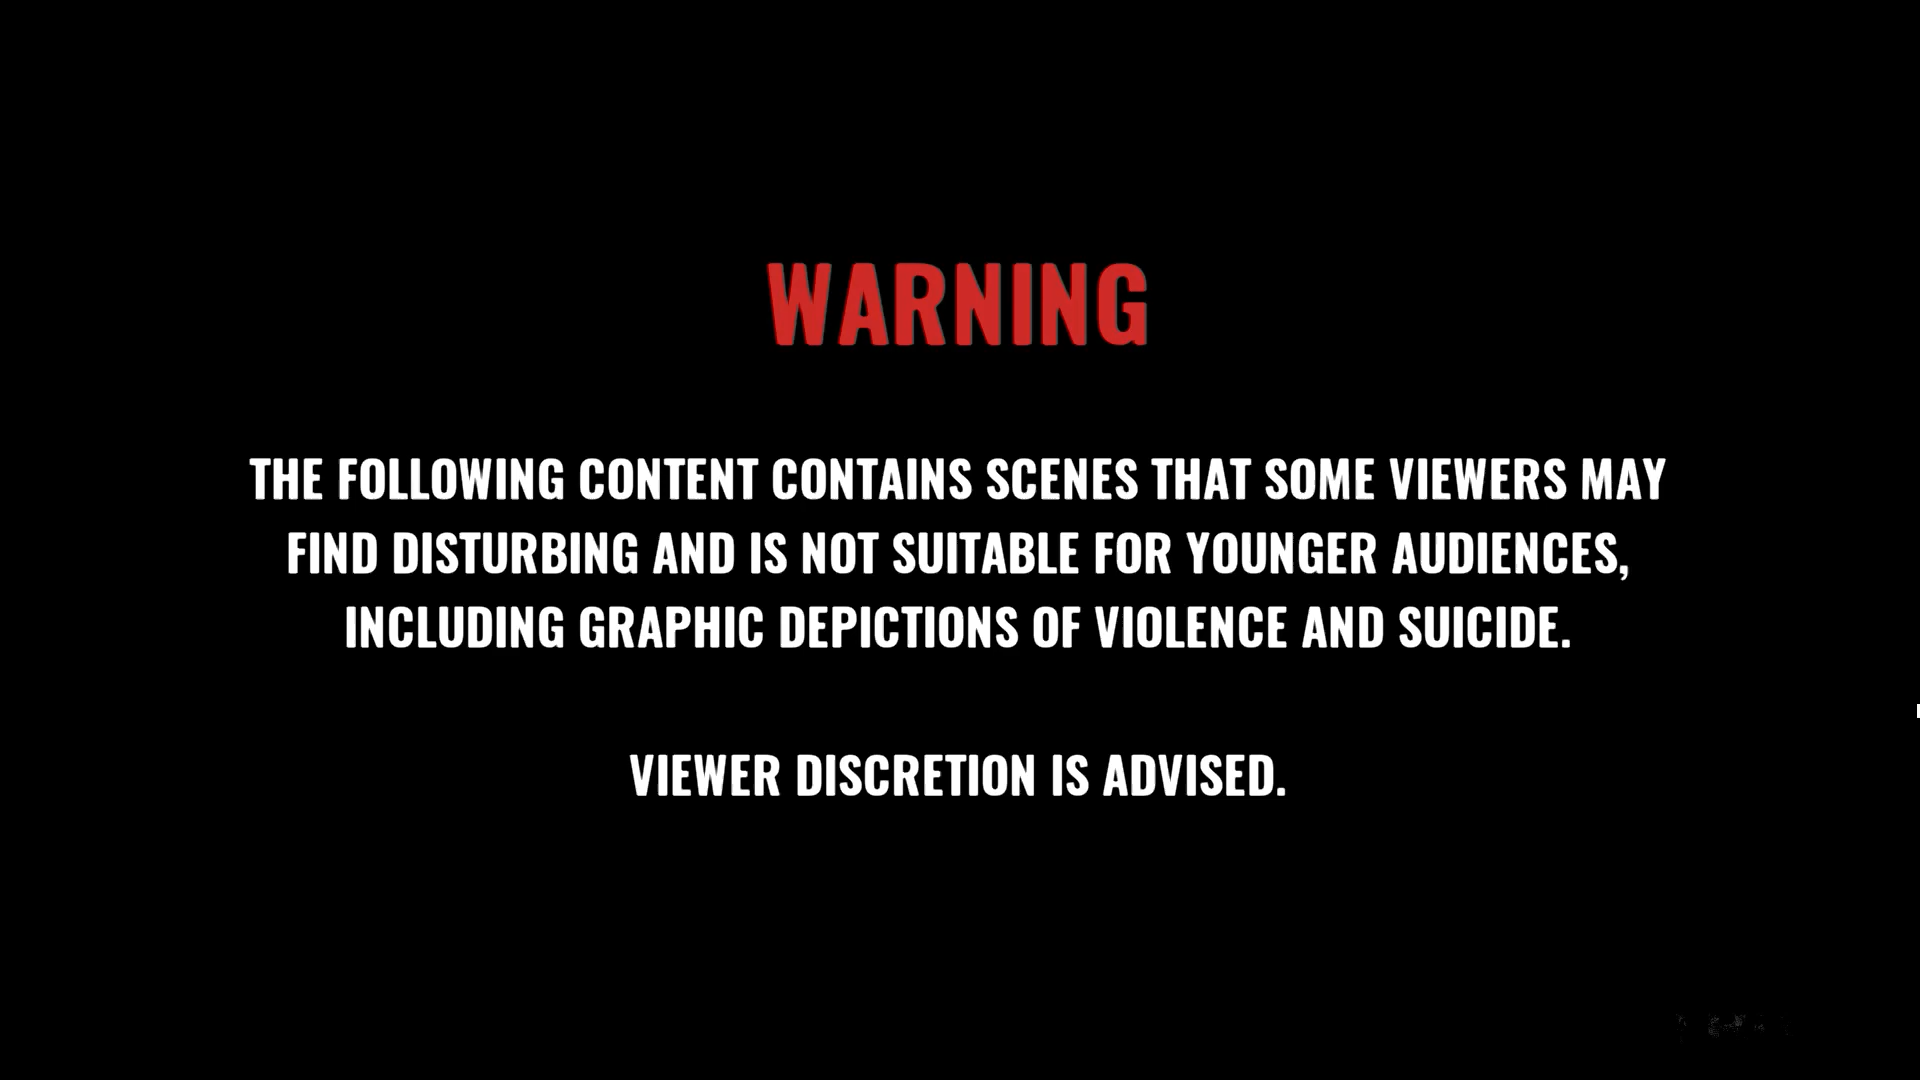 WARNING
THE FOLLOWING CONTENT CONTAINS SCENES THAT SOME VIEWERS MAY
FIND DISTURBING AND IS NOT SUITABLE FOR YOUNGER AUDIENCES,
INCLUDING GRAPHIC DEPICTIONS OF VIOLENCE AND SUICIDE.
VIEWER DISCRETION IS ADVISED.